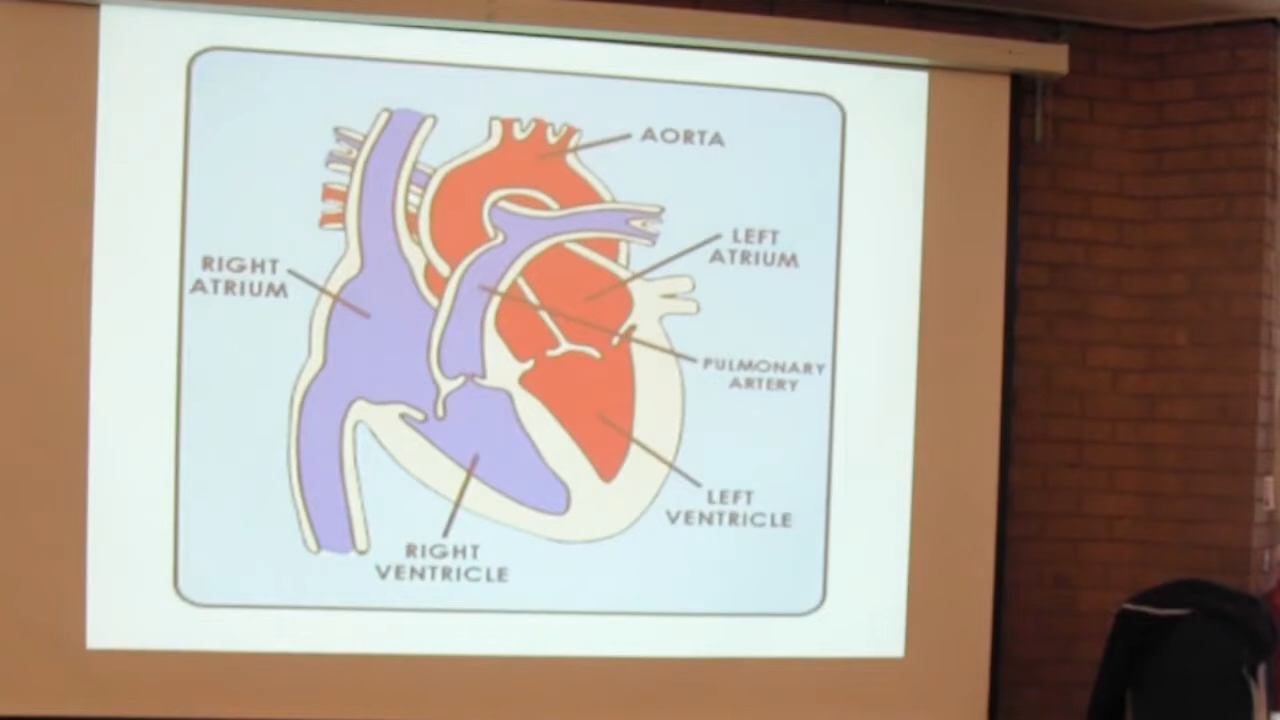 AORTA
LEFT
ATRIUM
RIGHT
ATRIUM
PULMONARY
ARTERY
LEFT
VENTRICLE
RIGHT
VENTRICLE